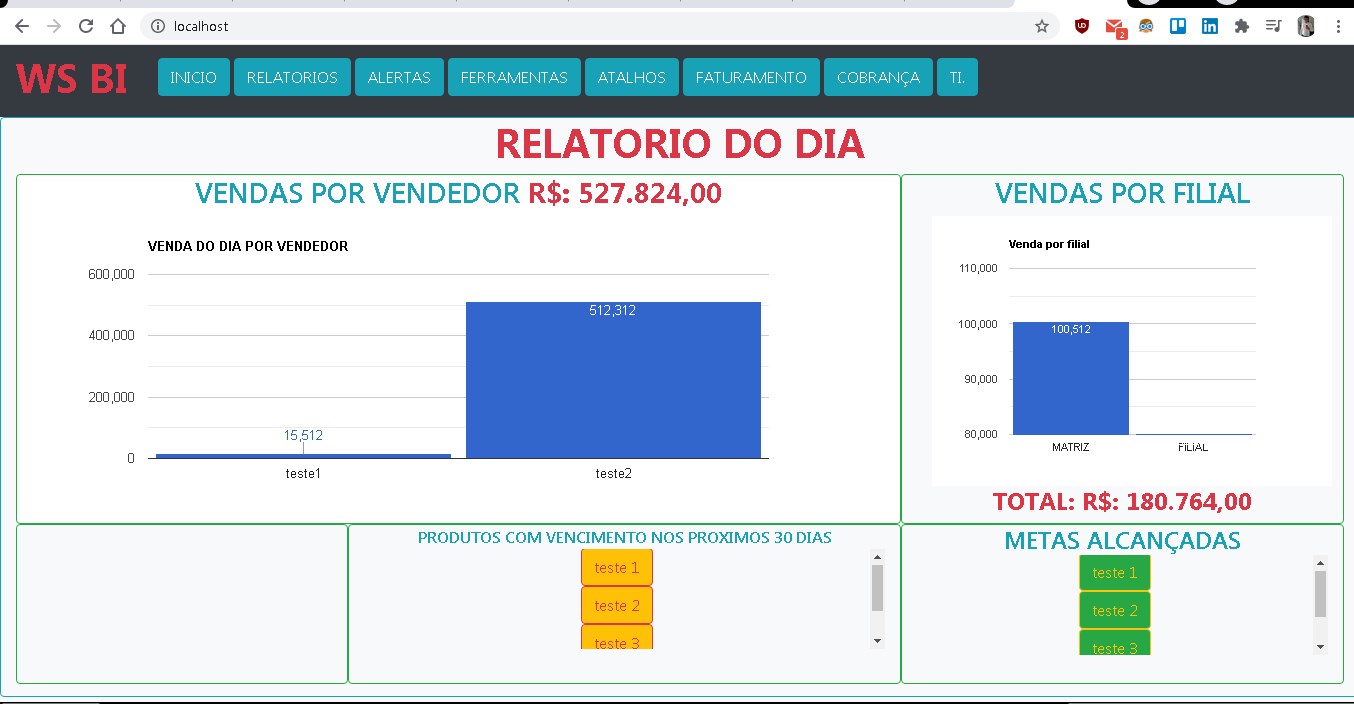 localhost
2
WS BI
INICIO RELATORIOS ALERTAS FERRAMENTAS ATALHOS FATURAMENTO COBRANÇA TI.
RELATORIO DO DIA
VENDAS POR VENDEDOR R$: 527.824,00
VENDA DO DIA POR VENDEDOR
600,000
400,000
200,000
0
15,512
512,312
teste1 teste2
VENDAS POR FILIAL
Venda por filial
110,000
100,000
90,000
80,000
100,512
MATRIZ FILIAL
TOTAL: R$: 180.764,00
PRODUTOS COM VENCIMENTO NOS PROXIMOS 30 DIAS
teste 1
teste 2
teste 3
METAS ALCANÇADAS
teste 1
teste 2
teste 3